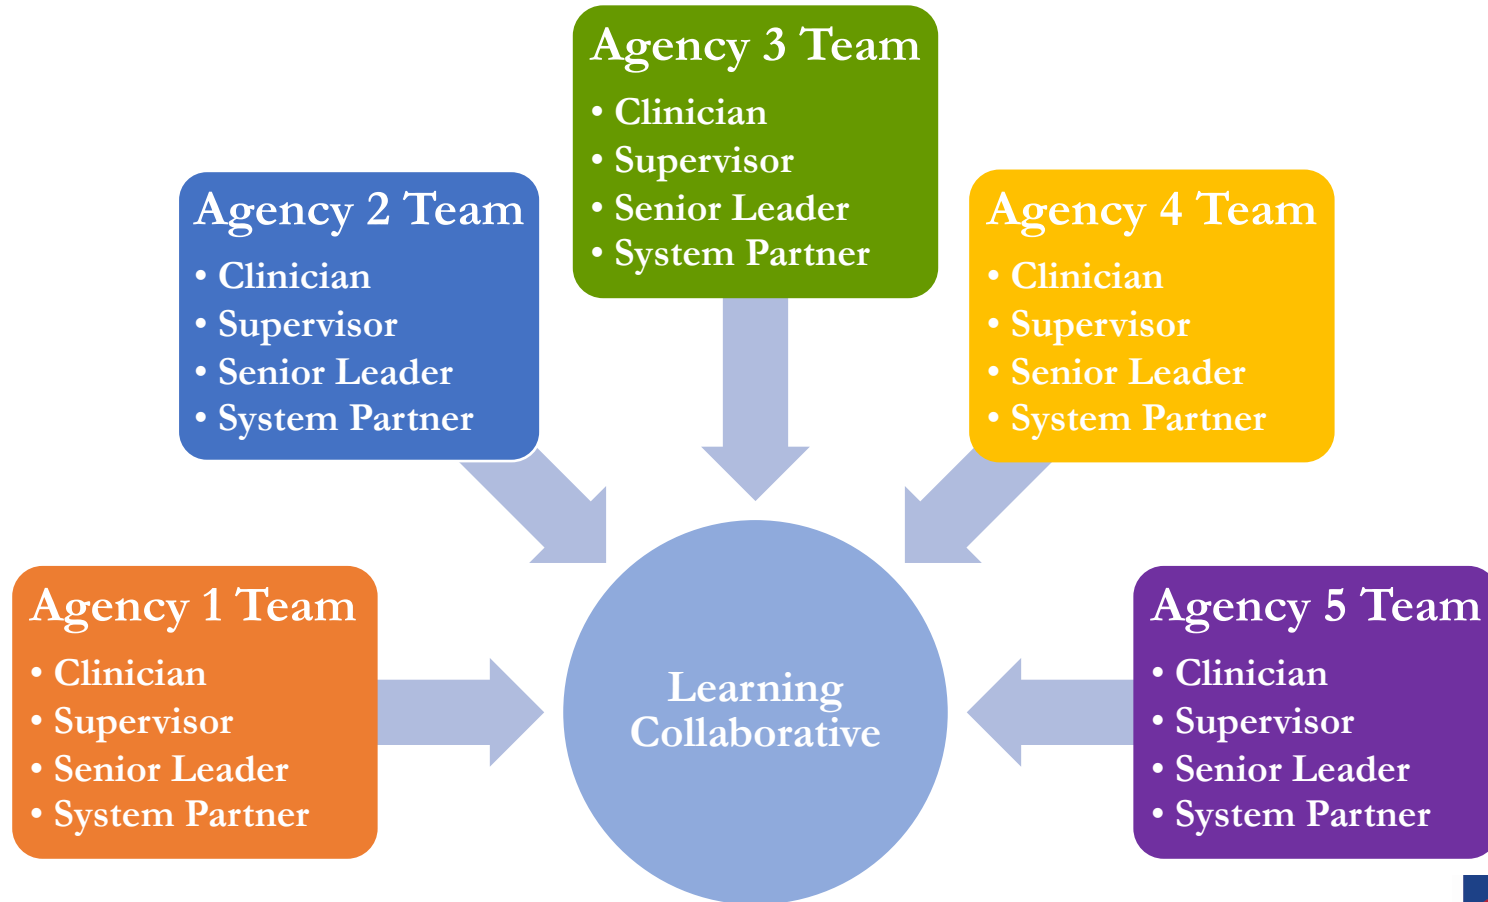 Agency 3 Team
• Clinician
• Supervisor
• Senior Leader
• System Partner
Agency 2 Team
• Clinician
• Supervisor
• Senior Leader
• System Partner
Agency 4 Team
• Clinician
• Supervisor
• Senior Leader
• System Partner
Agency 1 Team
• Clinician
• Supervisor
• Senior Leader
• System Partner
Learning
Collaborative
Agency 5 Team
• Clinician
• Supervisor
• Senior Leader
• System Partner